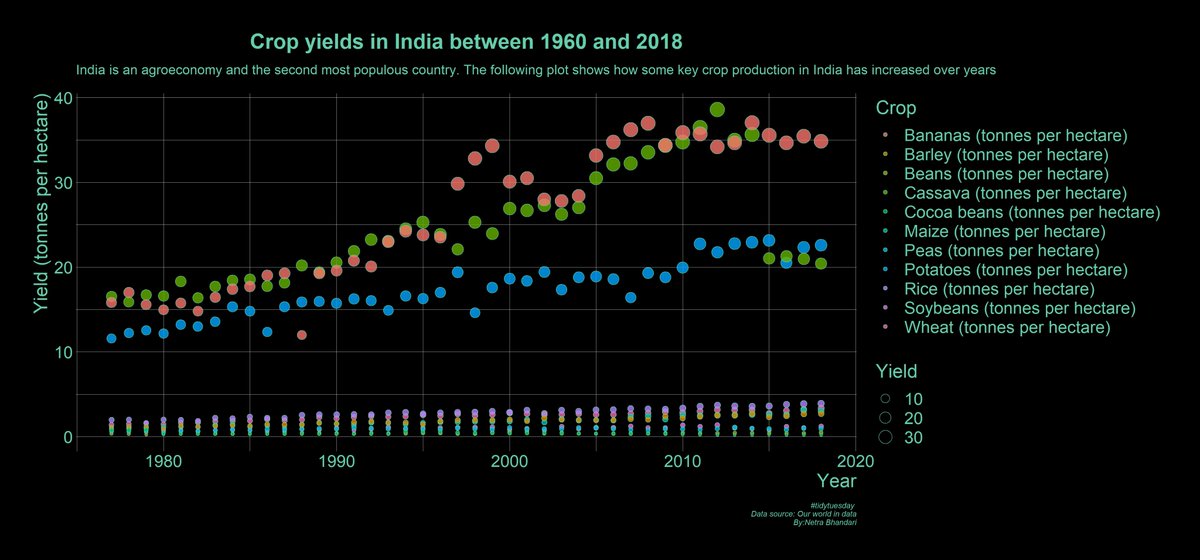 Crop yields in India between 1960 and 2018
India is an agroeconomy and the second most populous country. The following plot shows how some key crop production in India has increased over years
Yield (tonnes per hectare)
40
30
20
10
0
1980
1990
2000
2010
2020
Year
Crop
Bananas (tonnes per hectare)
Barley (tonnes per hectare)
Beans (tonnes per hectare)
Cassava (tonnes per hectare)
Cocoa beans (tonnes per hectare)
Maize (tonnes per hectare)
Peas (tonnes per hectare)
Potatoes (tonnes per hectare)
Rice (tonnes per hectare)
Soybeans (tonnes per hectare)
Wheat (tonnes per hectare)
Yield
10
20
30
#tidytuesday
Data source: Our world in data
By:Netra Bhandari